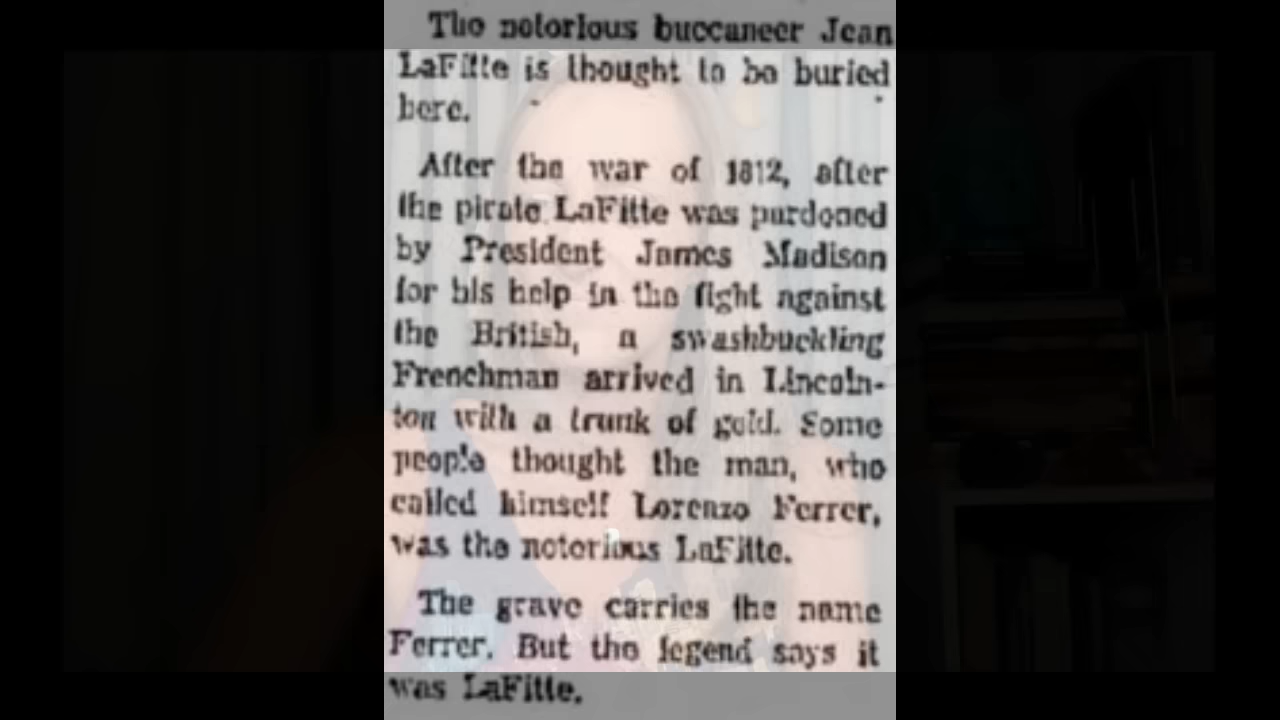 The notorious buccaneer Jean
LaFitte is thought to be buried
here.
After the war of 1812, after
the pirate LaFitte was pardoned
by President James Madison
for his help in the fight against
the British, a swashbuckling
Frenchman arrived in Lincoln-
ton with a trunk of gold. Some
people thought the man, who
called himself Lorenzo Ferrer,
was the notorious LaFitte.
The grave carries the name
Ferrer. But the legend says it
was LaFitte.